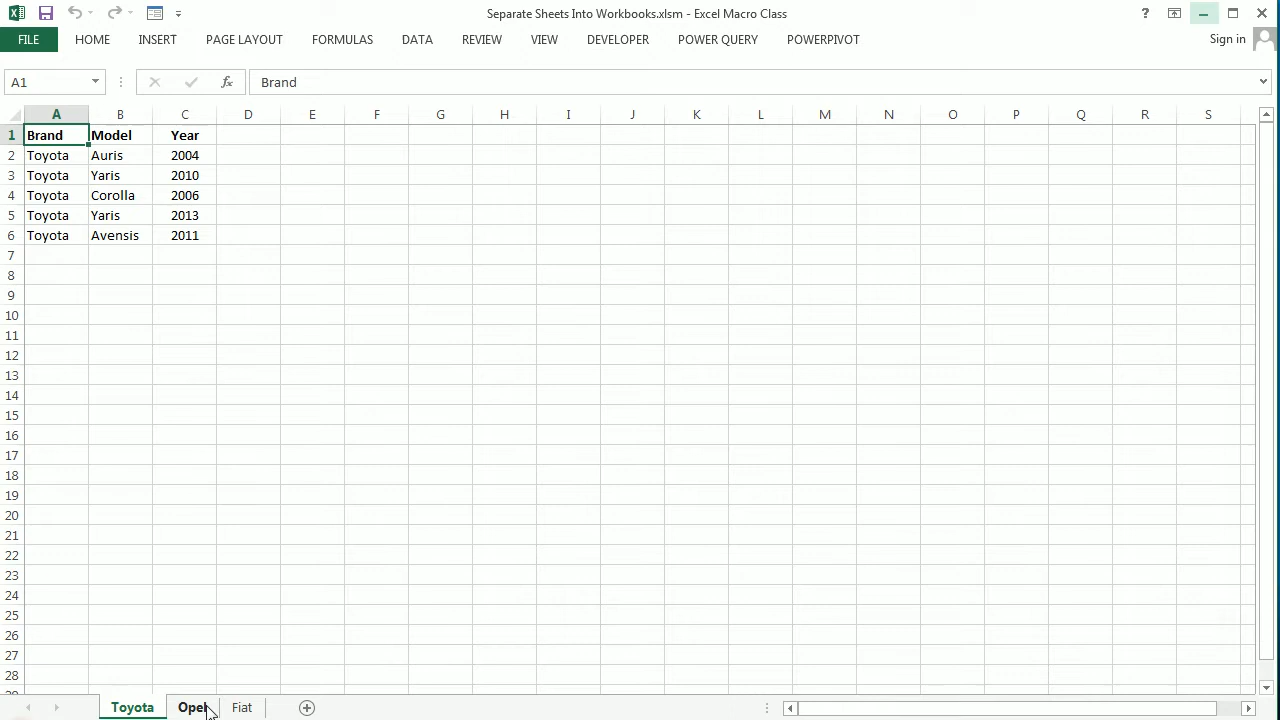 Separate Sheets Into Workbooks.xlsm - Excel Macro Class
?
FILE HOME INSERT PAGE LAYOUT FORMULAS DATA REVIEW VIEW DEVELOPER POWER QUERY POWERPIVOT Sign in
A1 fx Brand
A B C D E F G H I J K L M N O P Q R S
1 Brand Model Year
2 Toyota Auris 2004
3 Toyota Yaris 2010
4 Toyota Corolla 2006
5 Toyota Yaris 2013
6 Toyota Avensis 2011
7
8
9
10
11
12
13
14
15
16
17
18
19
20
21
22
23
24
25
26
27
28
Toyota Opel Fiat